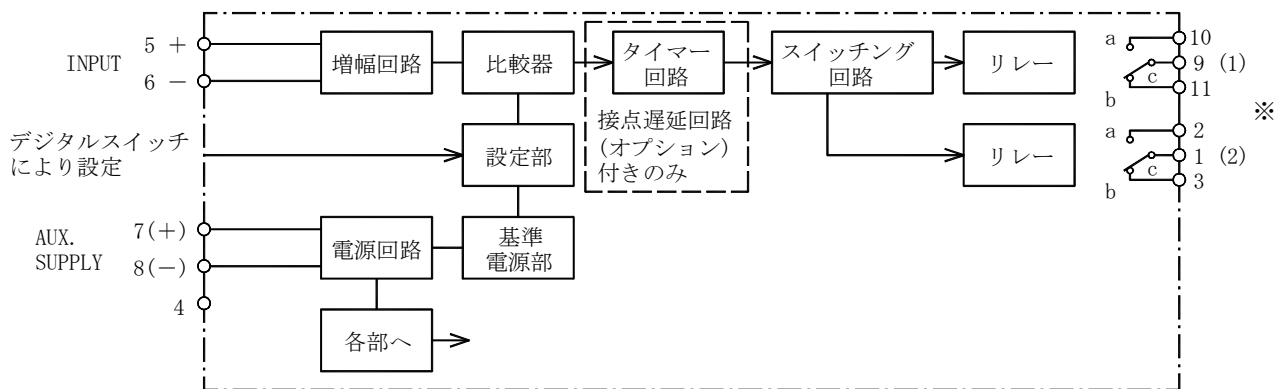 INPUT
5 +
6 －
増幅回路
比較器
タイマー
回路
スイッチング
回路
リレー
a
10
9 (1)
c
11
b
※
デジタルスイッチ
により設定
設定部
接点遅延回路
(オプション)
付きのみ
リレー
a
2
1 (2)
c
3
b
AUX.
SUPPLY
7(+)
8(−)
4
電源回路
基準
電源部
各部へ